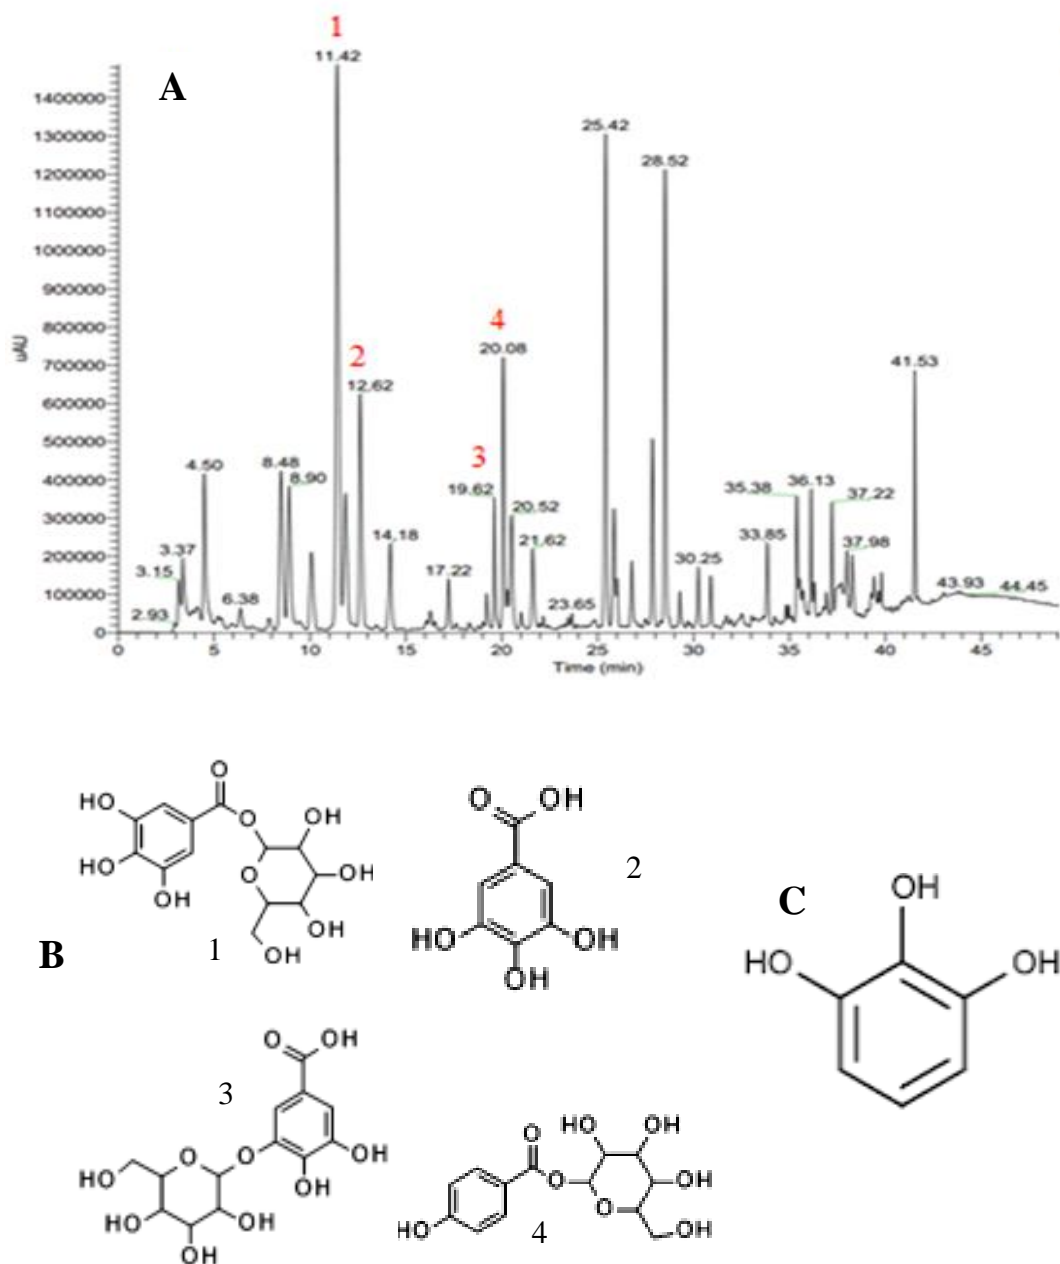 1
11.42
A
1400000
1300000
25.42
1200000
28.52
1100000
1000000
900000
800000
4
20.08
700000
2
12.62
41.53
600000
uAU
500000
3
4.50
8.48
8.90
400000
19.62
35.38
36.13
37.22
300000
20.52
14.18
21.62
33.85
37.98
200000
3.37
3.15
17.22
30.25
100000
2.93
6.38
23.65
43.93
44.45
0
0 5 10 15 20 25 30 35 40 45
Time (min)
B
O
HO
O
OH
HO
O
OH
OH
OH
OH
1
O
OH
2
HO
OH
OH
C
OH
HO
OH
3
O
OH
HO
O
O
OH
OH
HO
OH
OH
HO
OH
O
O
OH
O
HO
OH
4